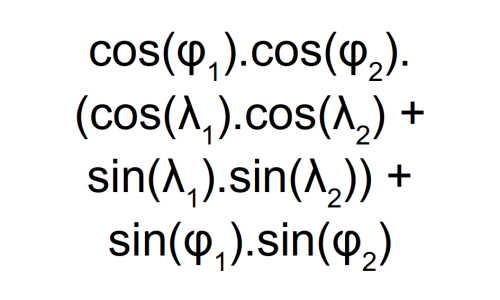 cos(φ₁).cos(φ₂).
(cos(λ₁).cos(λ₂) +
sin(λ₁).sin(λ₂)) +
sin(φ₁).sin(φ₂)